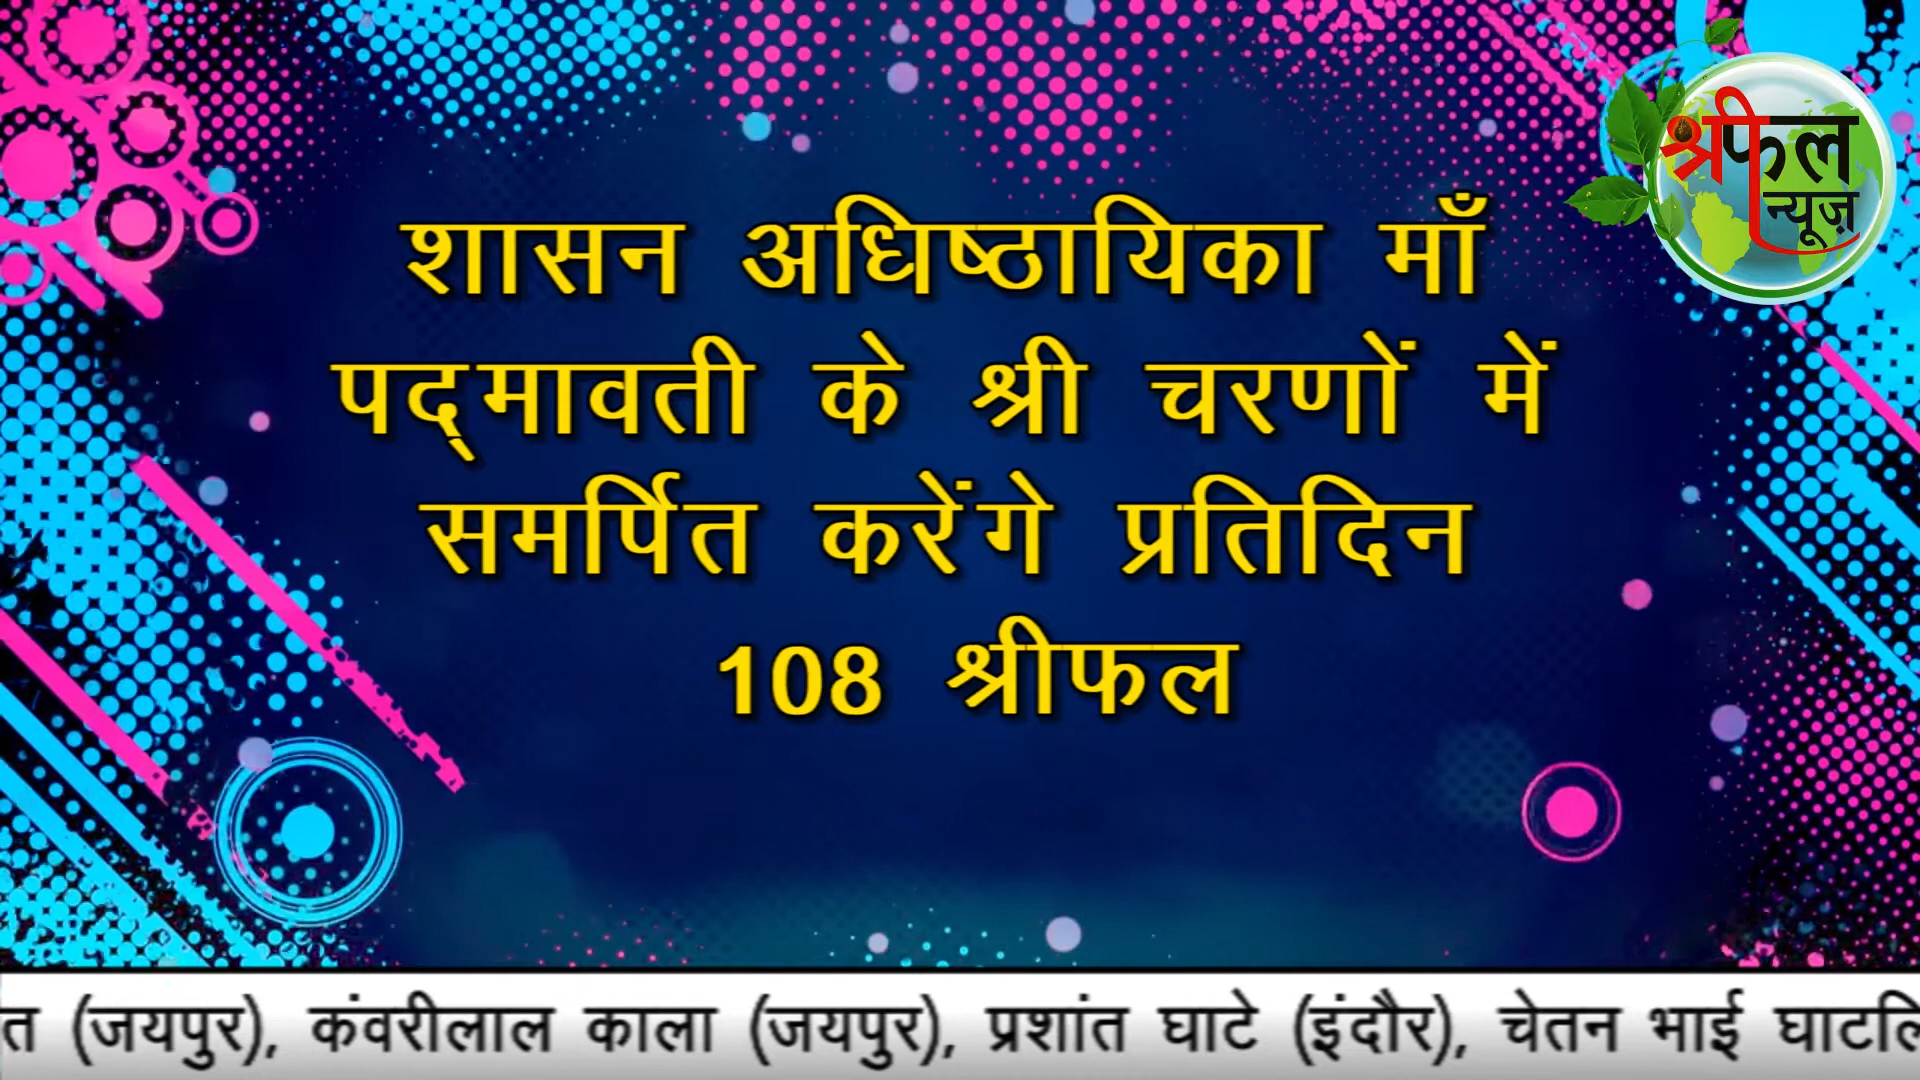 श्रीफल
न्यूज़
शासन अधिष्ठायिका माँ
पद्‌मावती के श्री चरणों में
समर्पित करेंगे प्रतिदिन
108 श्रीफल
त (जयपुर), कंवरीलाल काला (जयपुर), प्रशांत घाटे (इंदौर), चेतन भाई